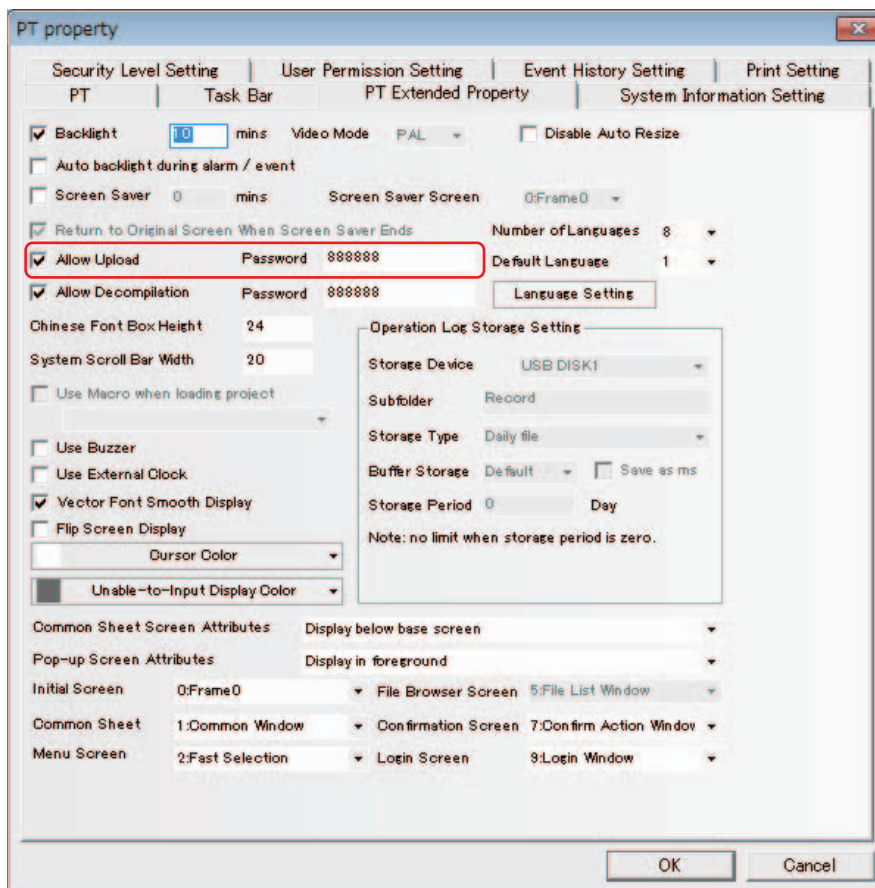 PT property
Security Level Setting User Permission Setting Event History Setting Print Setting
PT Task Bar PT Extended Property System Information Setting
Backlight 10 mins Video Mode PAL Disable Auto Resize
Auto backlight during alarm / event
Screen Saver 0 mins Screen Saver Screen 0:Frame0
Return to Original Screen When Screen Saver Ends Number of Languages 8
Allow Upload Password 888888 Default Language 1
Allow Decompilation Password 888888 Language Setting
Chinese Font Box Height 24 Operation Log Storage Setting
System Scroll Bar Width 20 Storage Device USB DISK1
Use Macro when loading project Subfolder Record
Storage Type Daily file
Use Buzzer
Use External Clock Buffer Storage Default Save as ms
Vector Font Smooth Display Storage Period 0 Day
Flip Screen Display Note: no limit when storage period is zero.
Cursor Color
Unable-to-Input Display Color
Common Sheet Screen Attributes Display below base screen
Pop-up Screen Attributes Display in foreground
Initial Screen 0:Frame0 File Browser Screen 5:File List Window
Common Sheet 1:Common Window Confirmation Screen 7:Confirm Action Window
Menu Screen 2:Fast Selection Login Screen 9:Login Window
OK Cancel